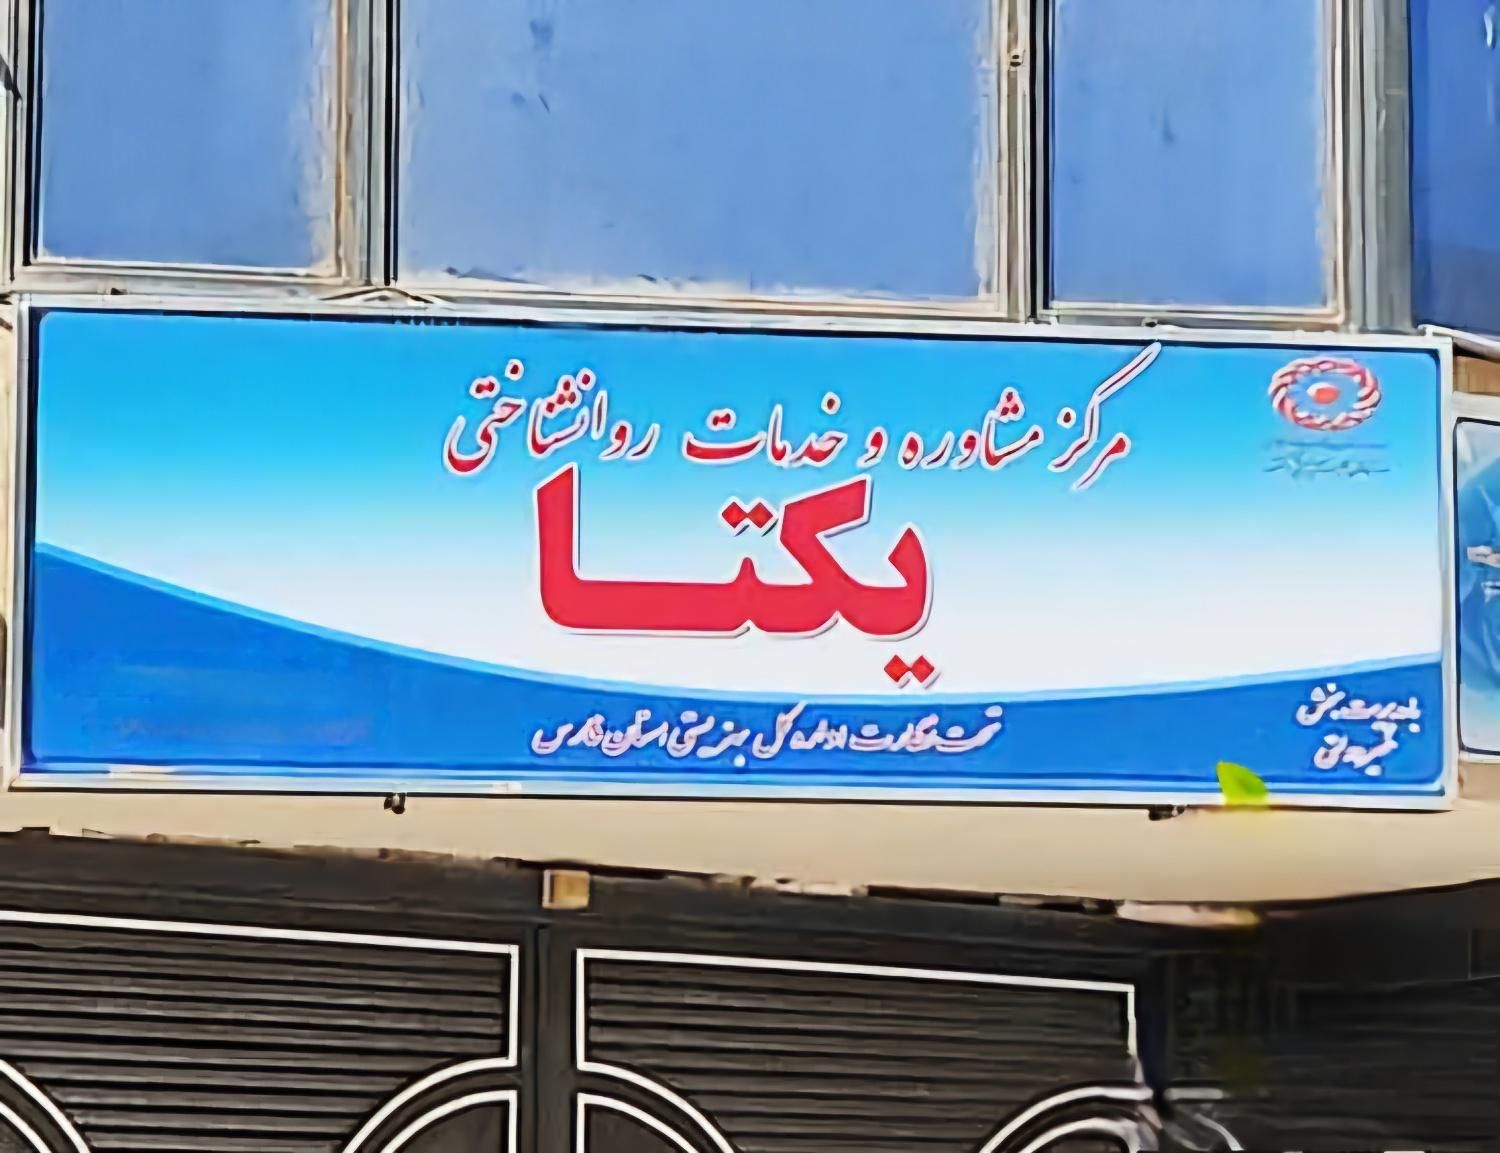 مرکز مشاوره و خدمات روانشناختی
یکتا
تحت نظارت اداره کل بهزیستی استان فارس